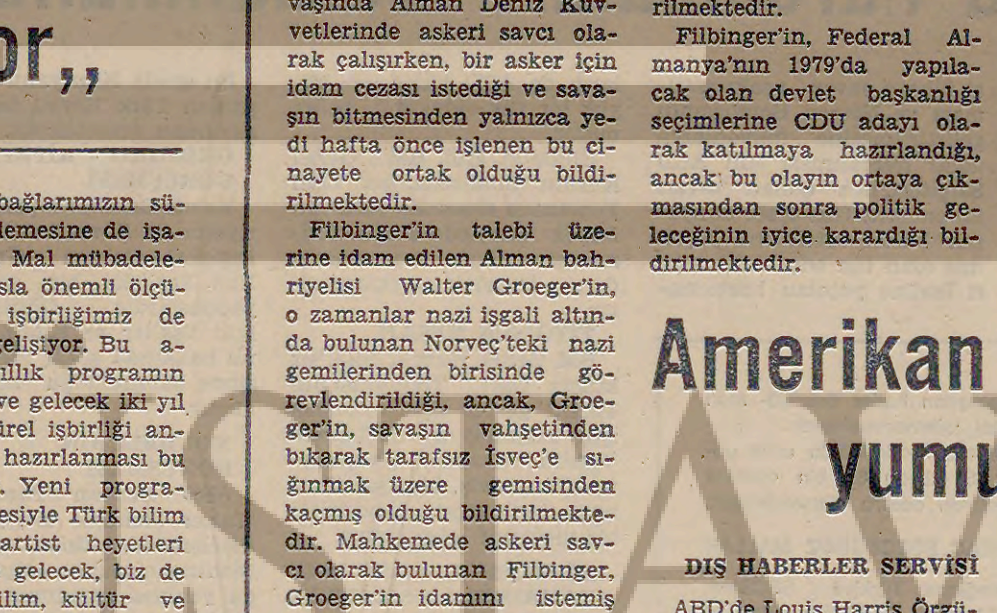 or,,
bağlarımızın sü-
lemesine de işa-
Mal mübadele-
sla önemli ölçü-
işbirliğimiz de
gelişiyor. Bu a-
ıllık programın
ve gelecek iki yıl
ürel işbirliği an-
hazırlanması bu
. Yeni progra-
esiyle Türk bilim
artist heyetleri
gelecek, biz de
ilim, kültür ve
vaşında Alman Deniz Kuv-
vetlerinde askeri savcı ola-
rak çalışırken, bir asker için
idam cezası istediği ve sava-
şın bitmesinden yalnızca ye-
di hafta önce işlenen bu ci-
nayete ortak olduğu bildi-
rilmektedir.
Filbinger'in talebi üze-
rine idam edilen Alman bah-
riyelisi Walter Groeger'in,
o zamanlar nazi işgali altın-
da bulunan Norveç'teki nazi
gemilerinden birisinde gö-
revlendirildiği, ancak, Groe-
ger'in, savaşın vahşetinden
bıkarak tarafsız İsveç'e sı-
ğınmak üzere gemisinden
kaçmış olduğu bildirilmekte-
dir. Mahkemede askeri sav-
cı olarak bulunan Filbinger,
Groeger'in idamını istemiş
rilmektedir.
Filbinger'in, Federal Al-
manya'nın 1979'da yapıla-
cak olan devlet başkanlığı
seçimlerine CDU adayı ola-
rak katılmaya hazırlandığı,
ancak bu olayın ortaya çık-
masından sonra politik ge-
leceğinin iyice karardığı bil-
dirilmektedir.
Amerikan
yumu
DIŞ HABERLER SERVİSİ
ABD'de Louis Harris Örgü-